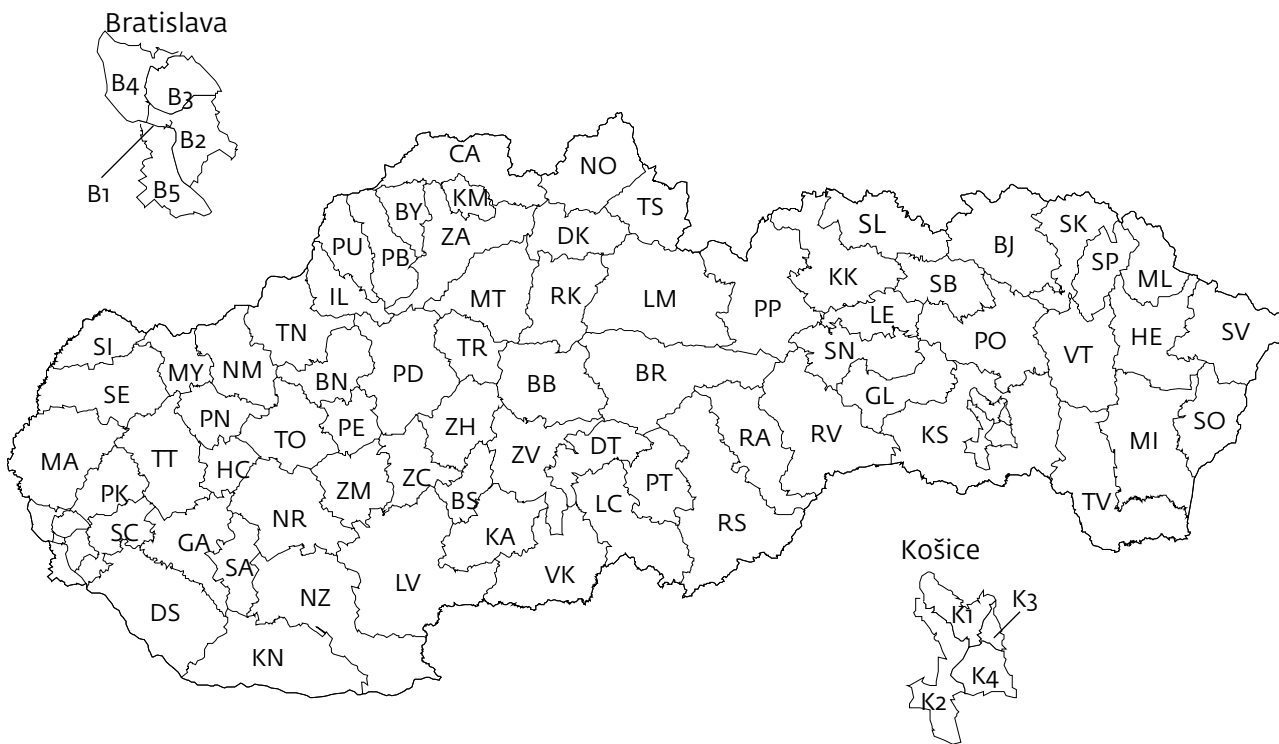 Bratislava
B4
B3
B2
B1
B5
CA
NO
KM
TS
BY
SL
SK
ZA
DK
BJ
PU
PB
SP
KK
ML
SB
IL
MT
RK
LM
PP
LE
TN
SV
HE
SI
TR
PO
SN
VT
MY
NM
BN
PD
BB
BR
SE
GL
PN
PE
ZH
SO
TO
DT
RA
RV
KS
MI
ZV
MA
TT
HC
ZC
PT
PK
ZM
BS
LC
TV
NR
RS
SC
GA
KA
Košice
SA
VK
LV
NZ
K3
DS
K1
KN
K4
K2